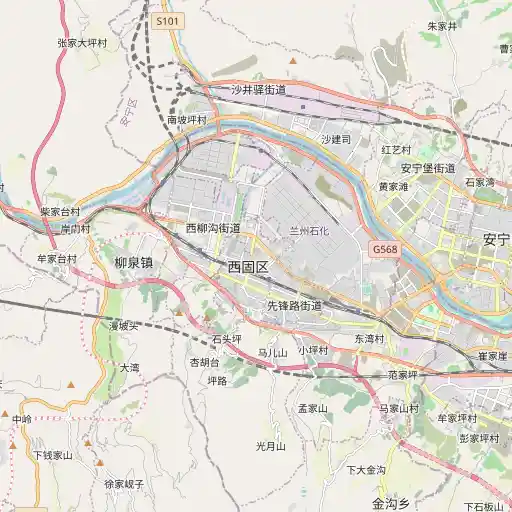 朱家井
S101
张家大坪村
曹
沙井驿街道
安宁区
南坡坪村
沙建司
红艺村
安宁堡街道
石家湾
黄家滩
村
柴家台村
岸门村
西柳沟街道
兰州石化
安宁
G568
牟家台村
柳泉镇
西固区
先锋路街道
漫坡头
石头坪
东湾村
马儿山
小坪村
崔家崖
杏胡台
大湾
范家坪
坪路
孟家山
马家山村
中岭
牟家坪村
彭家坪村
光月山
下钱家山
下大金沟
徐家岘子
金沟乡
下石板山